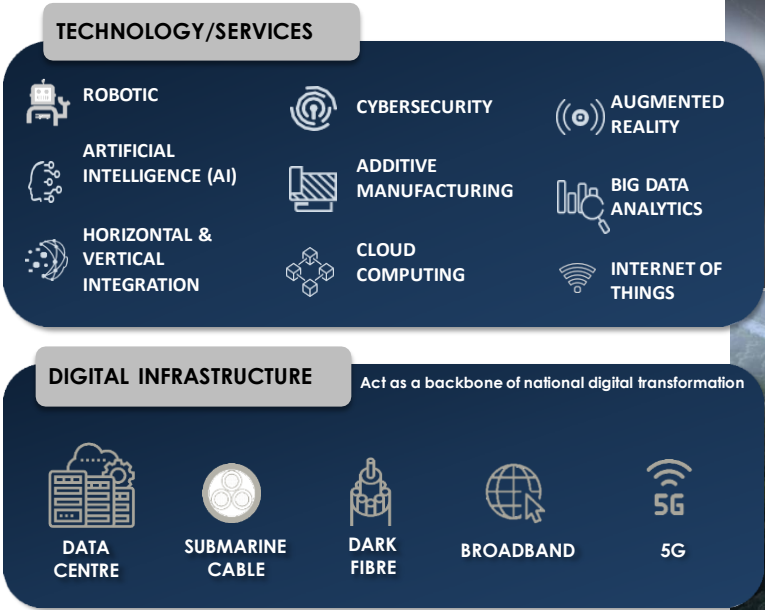 TECHNOLOGY/SERVICES
ROBOTIC
ARTIFICIAL
INTELLIGENCE (AI)
HORIZONTAL &
VERTICAL
INTEGRATION
CYBERSECURITY
ADDITIVE
MANUFACTURING
CLOUD
COMPUTING
AUGMENTED
REALITY
BIG DATA
ANALYTICS
INTERNET OF
THINGS
DIGITAL INFRASTRUCTURE
Act as a backbone of national digital transformation
DATA
CENTRE
SUBMARINE
CABLE
DARK
FIBRE
BROADBAND
5G
5G